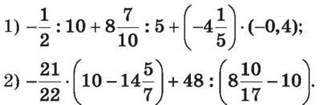 1) −1/2 : 10 + 8 7/10 : 5 + (−4 1/5) · (−0,4);
2) −21/22 · (10 − 14 5/7) + 48 : (8 10/17 − 10).